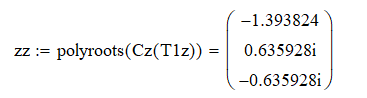 -1.393824
zz := polyroots(Cz(T1z)) = 0.635928i
-0.635928i